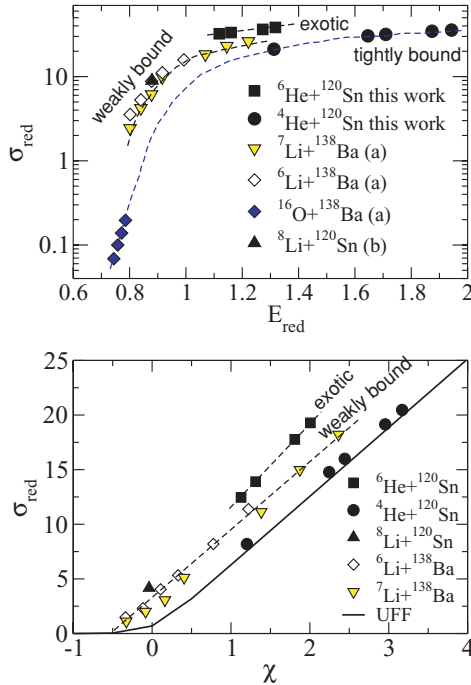 10
1
0.1
σred
weakly bound
exotic
tightly bound
⁶He+¹²⁰Sn this work
⁴He+¹²⁰Sn this work
⁷Li+¹³⁸Ba (a)
⁶Li+¹³⁸Ba (a)
¹⁶O+¹³⁸Ba (a)
⁸Li+¹²⁰Sn (b)
0.6 0.8 1 1.2 1.4 1.6 1.8 2
Ered
25
20
15
10
5
0
σred
exotic
weakly bound
⁶He+¹²⁰Sn
⁴He+¹²⁰Sn
⁸Li+¹²⁰Sn
⁶Li+¹³⁸Ba
⁷Li+¹³⁸Ba
UFF
-1 0 1 2 3 4
χ